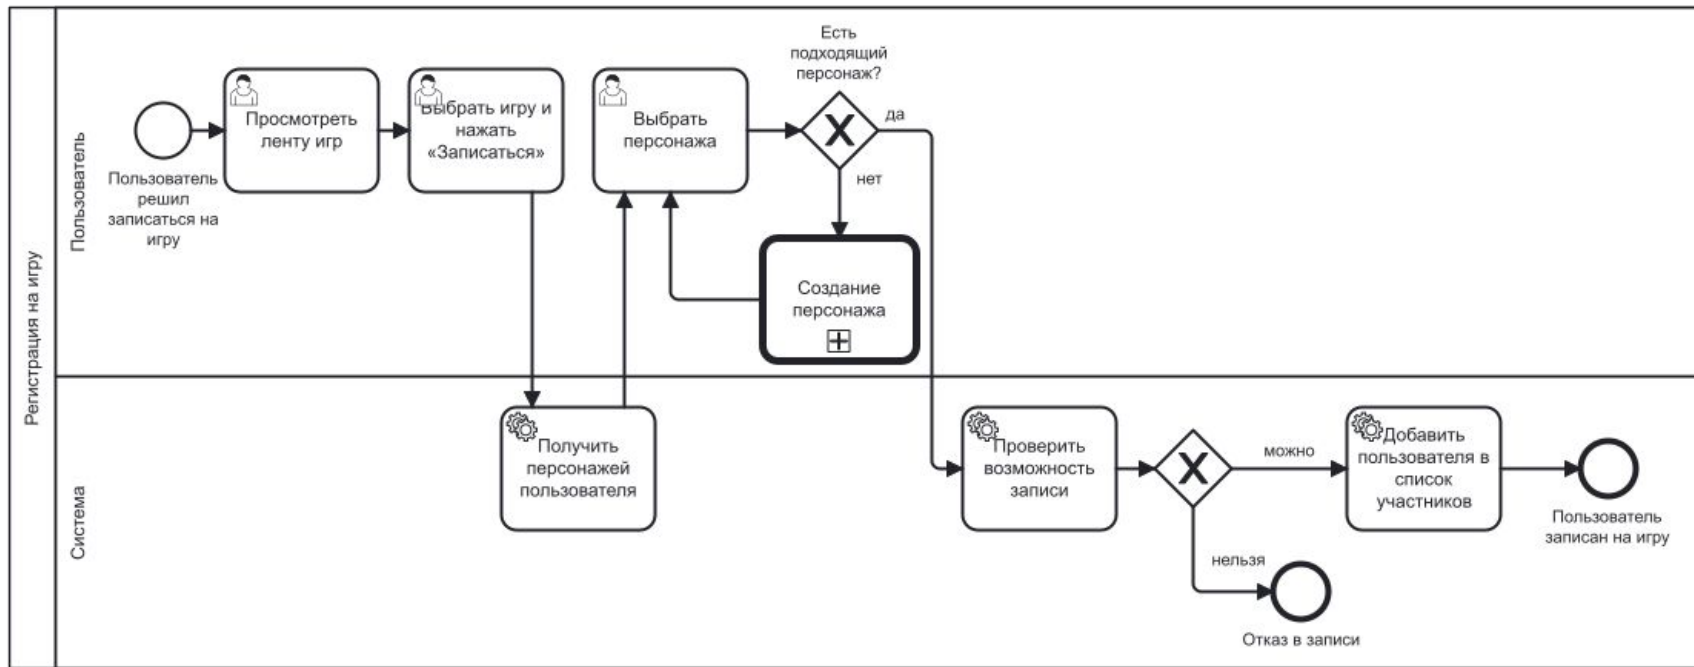 Регистрация на игру
Пользователь
Пользователь
решил
записаться на
игру
Просмотреть
ленту игр
Выбрать игру и
нажать
«Записаться»
Выбрать
персонажа
Есть
подходящий
персонаж?
да
нет
Создание
персонажа
Система
Получить
персонажей
пользователя
Проверить
возможность
записи
можно
нельзя
Добавить
пользователя в
список
участников
Пользователь
записан на игру
Отказ в записи